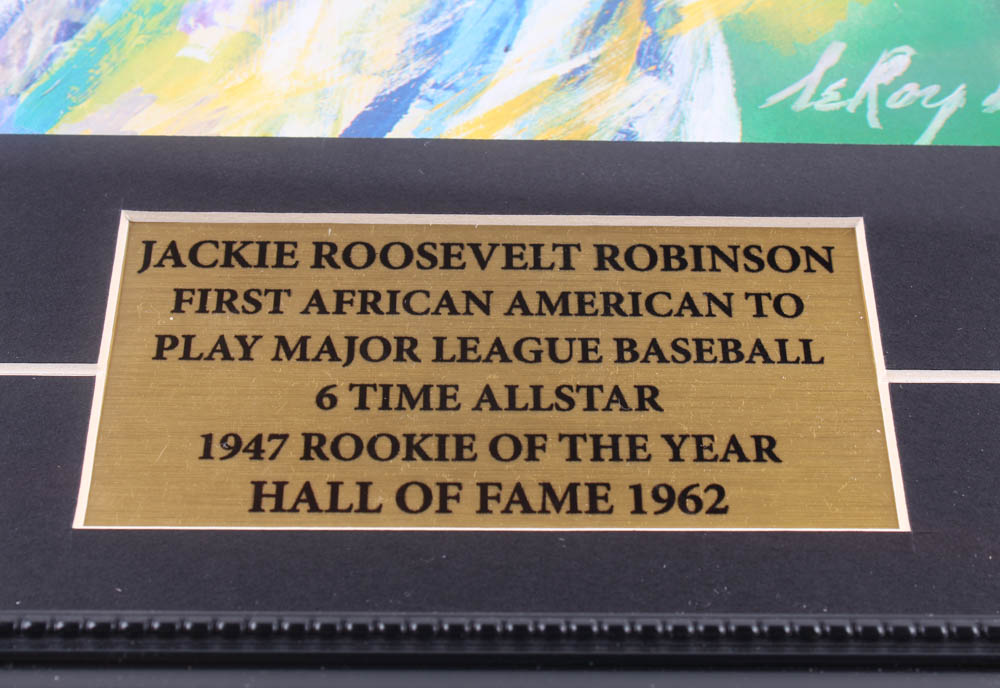 LeRoy
JACKIE ROOSEVELT ROBINSON
FIRST AFRICAN AMERICAN TO
PLAY MAJOR LEAGUE BASEBALL
6 TIME ALLSTAR
1947 ROOKIE OF THE YEAR
HALL OF FAME 1962